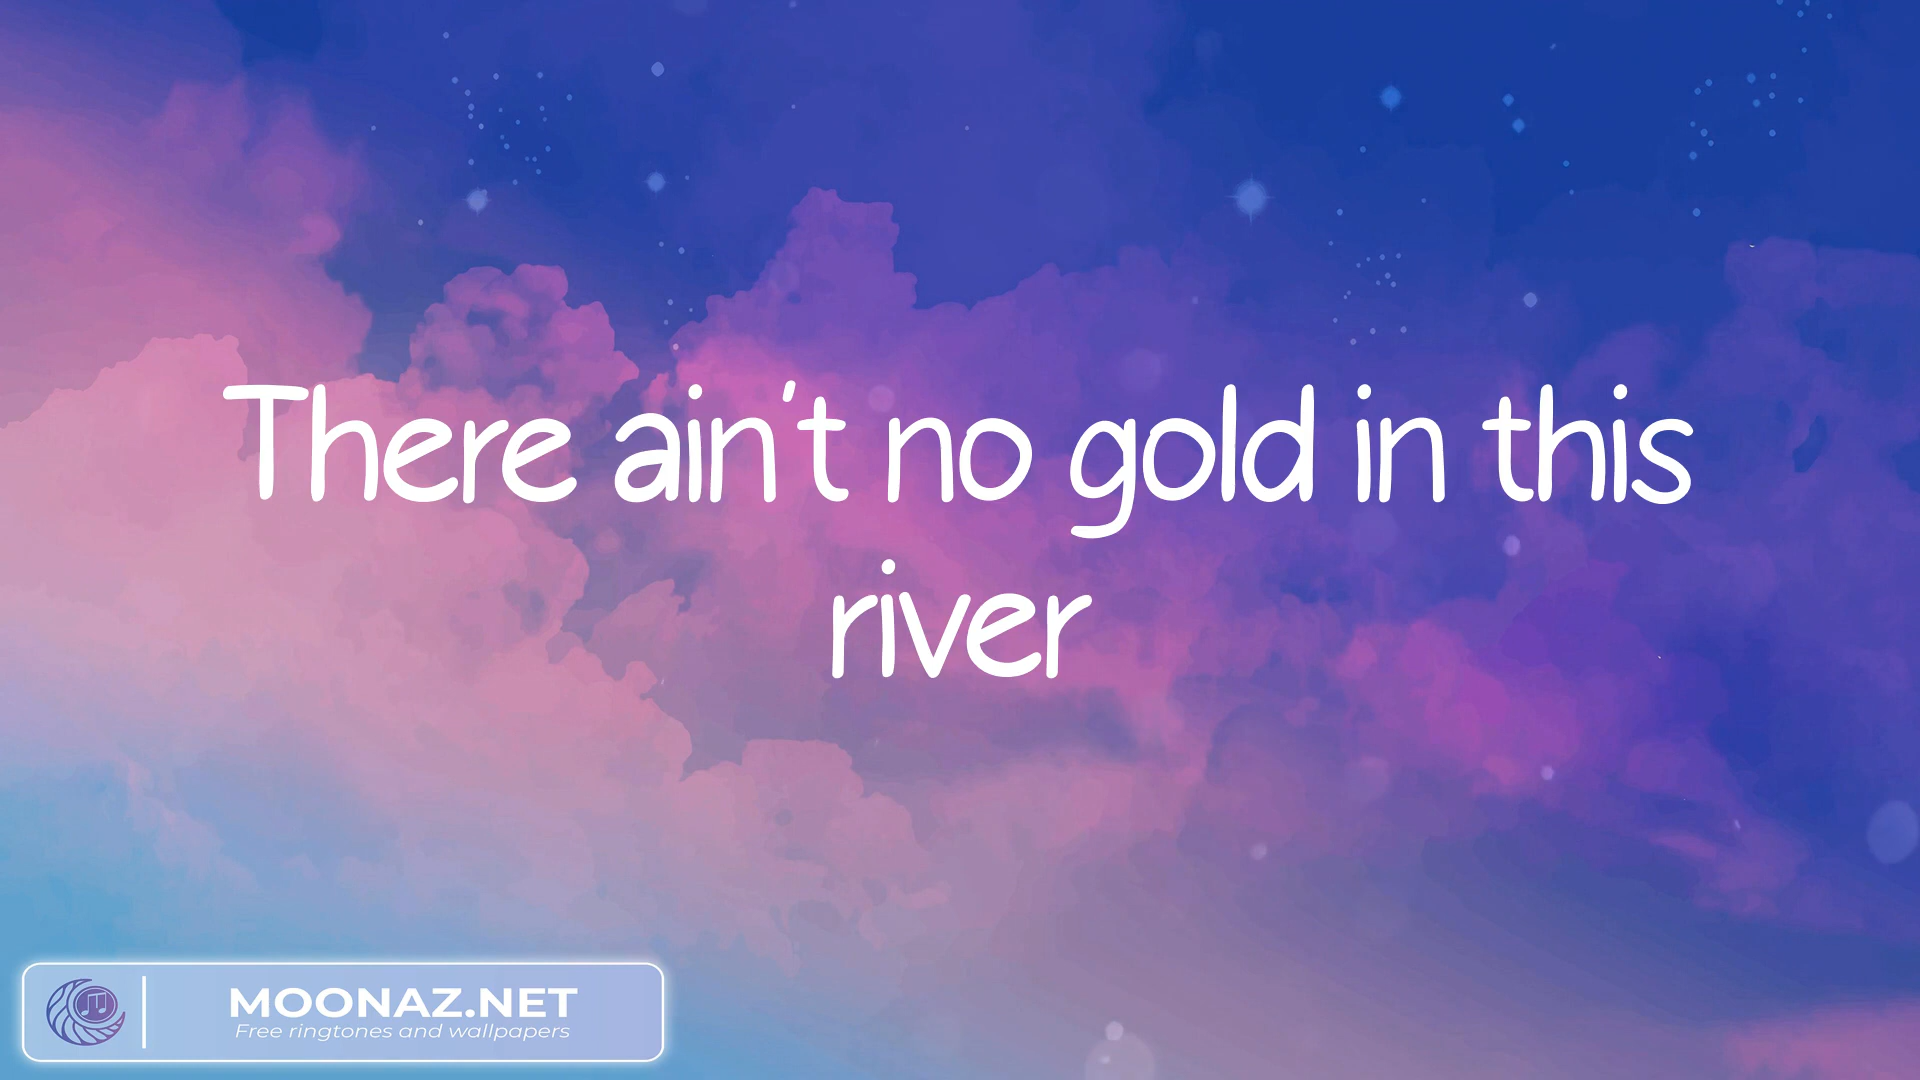 There ain't no gold in this
river
MOONAZ.NET
Free ringtones and wallpapers